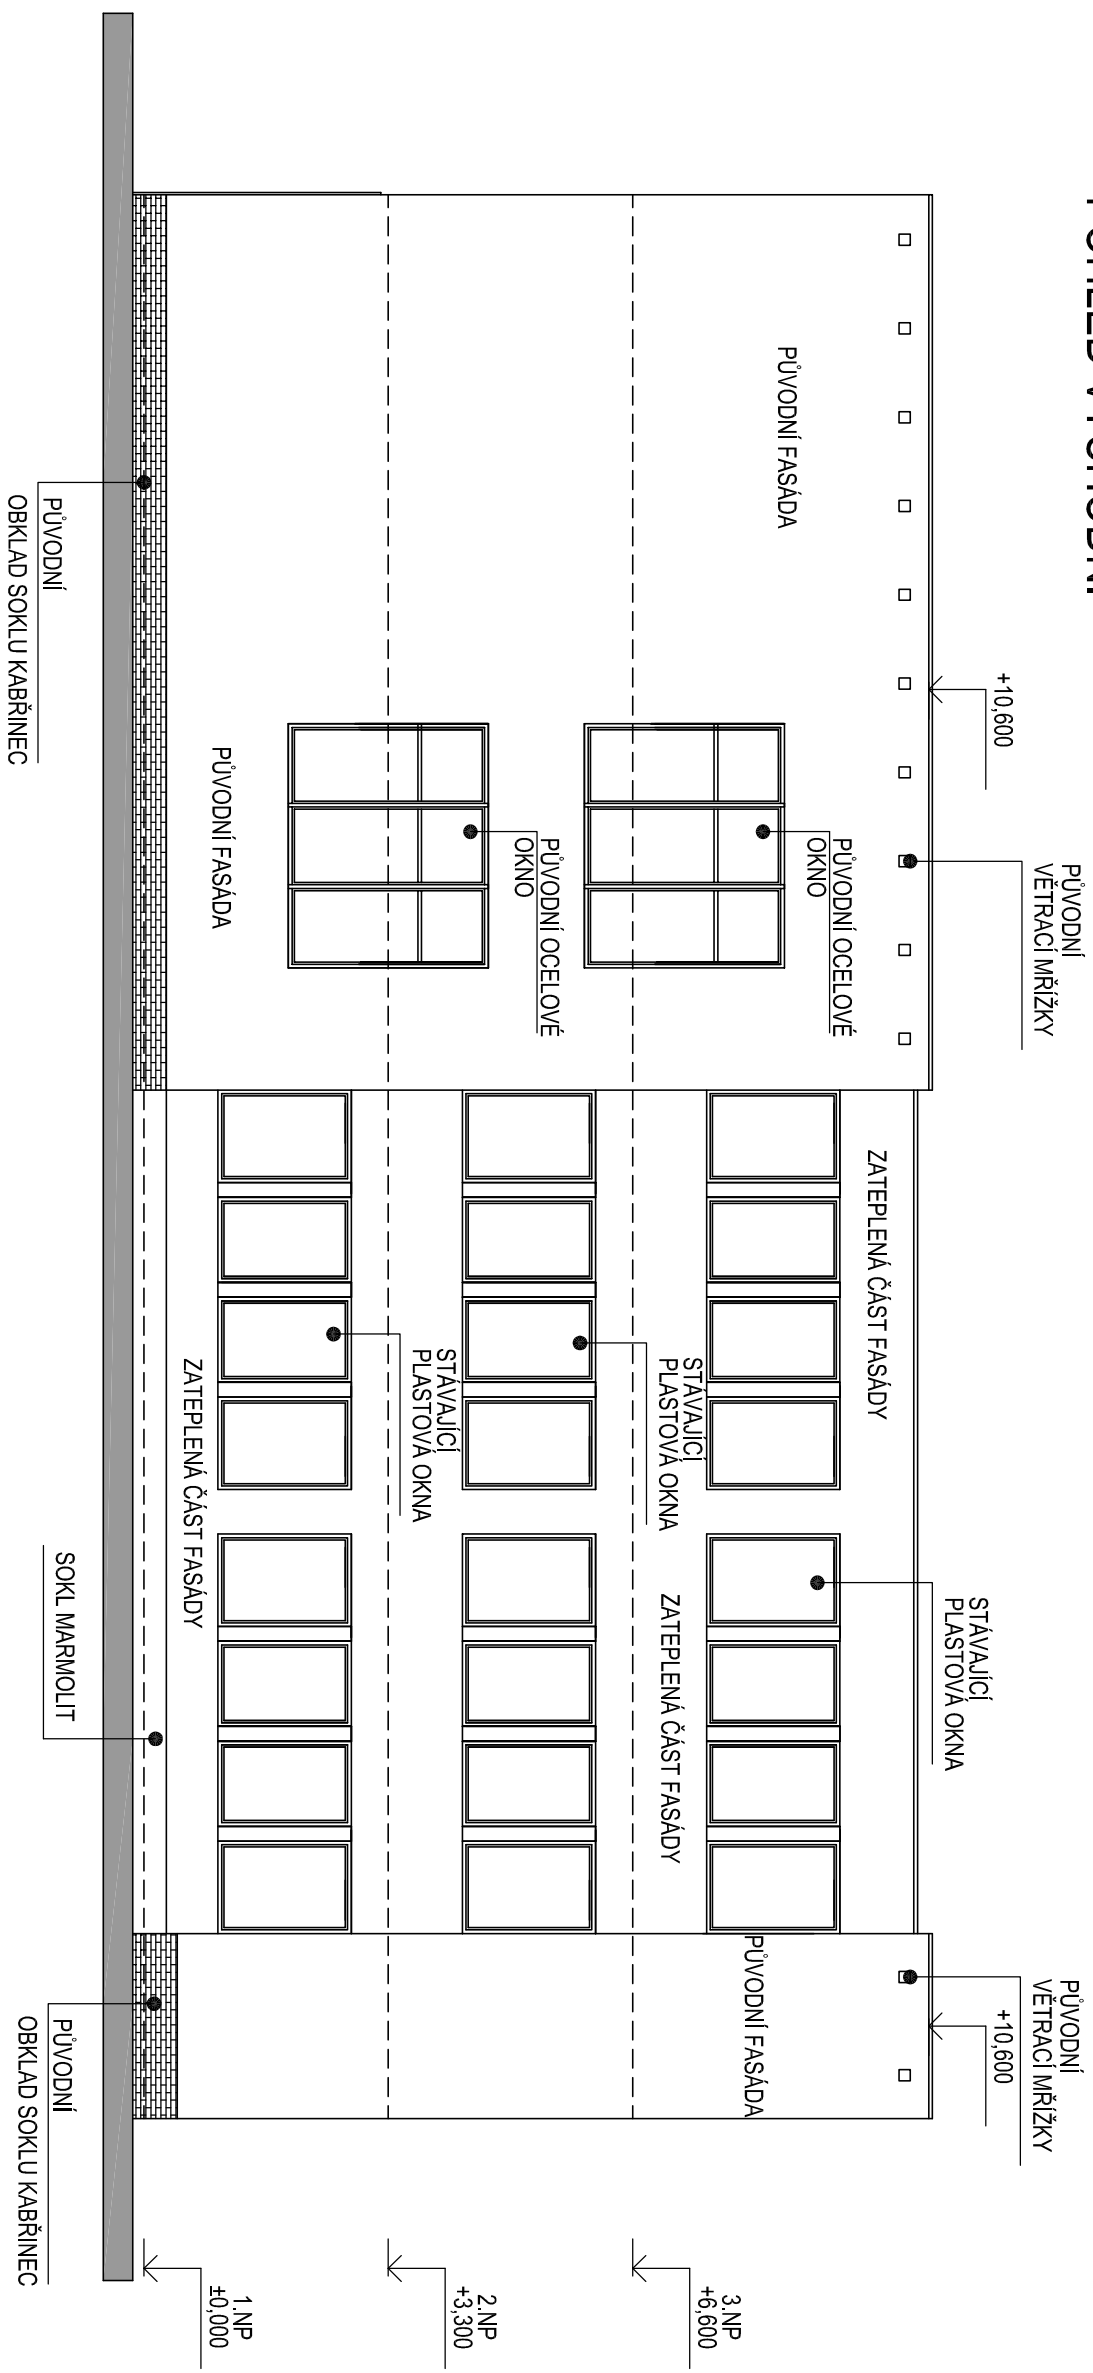 POHLED VÝCHODNÍ
PŮVODNÍ
VĚTRACÍ MŘÍŽKY
+10,600
PŮVODNÍ
VĚTRACÍ MŘÍŽKY
+10,600
STÁVAJÍCÍ
PLASTOVÁ OKNA
PŮVODNÍ FASÁDA
PŮVODNÍ OCELOVÉ
OKNO
ZATEPLENÁ ČÁST FASÁDY
PŮVODNÍ FASÁDA
3.NP
+6,600
STÁVAJÍCÍ
PLASTOVÁ OKNA
ZATEPLENÁ ČÁST FASÁDY
PŮVODNÍ OCELOVÉ
OKNO
2.NP
+3,300
STÁVAJÍCÍ
PLASTOVÁ OKNA
PŮVODNÍ FASÁDA
ZATEPLENÁ ČÁST FASÁDY
1.NP
±0,000
PŮVODNÍ
OBKLAD SOKLU KABŘINEC
SOKL MARMOLIT
PŮVODNÍ
OBKLAD SOKLU KABŘINEC